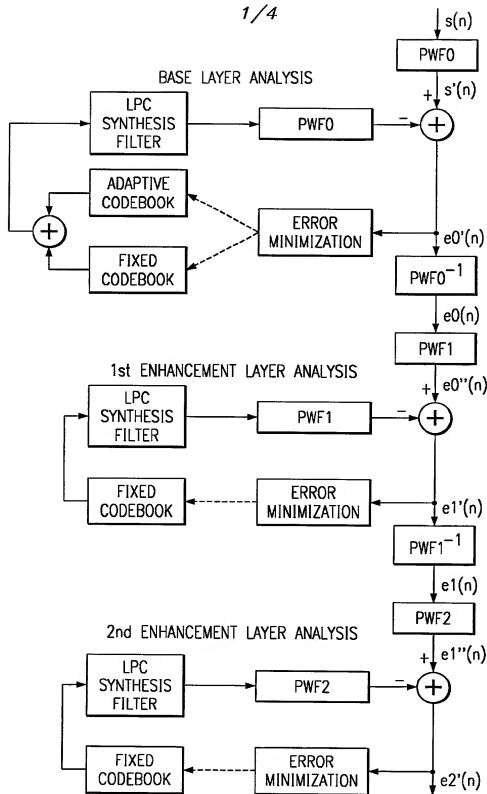 1/4
s(n)
PWF0
s'(n)
BASE LAYER ANALYSIS
+
LPC
SYNTHESIS
FILTER
PWF0
−
+
ADAPTIVE
CODEBOOK
+
FIXED
CODEBOOK
ERROR
MINIMIZATION
e0'(n)
PWF0⁻¹
e0(n)
PWF1
1st ENHANCEMENT LAYER ANALYSIS
+
e0''(n)
LPC
SYNTHESIS
FILTER
PWF1
−
+
FIXED
CODEBOOK
ERROR
MINIMIZATION
e1'(n)
PWF1⁻¹
e1(n)
PWF2
2nd ENHANCEMENT LAYER ANALYSIS
+
e1''(n)
LPC
SYNTHESIS
FILTER
PWF2
−
+
FIXED
CODEBOOK
ERROR
MINIMIZATION
e2'(n)